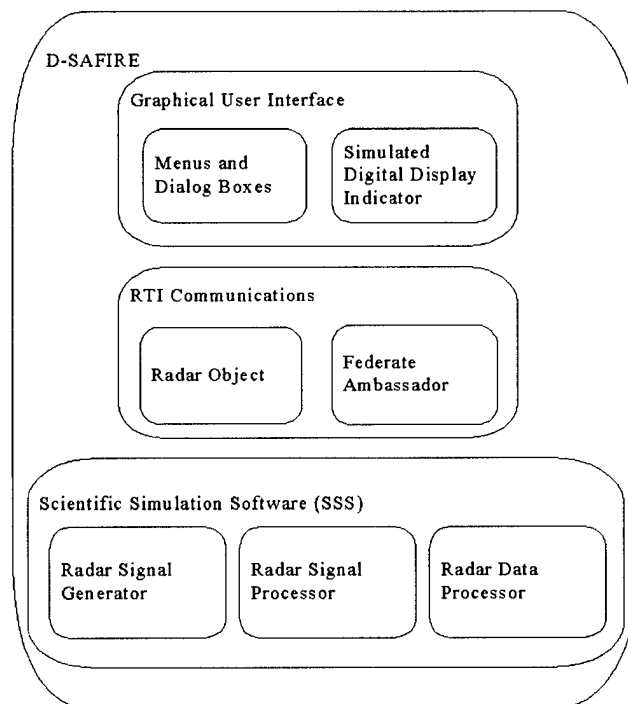 D-SAFIRE
Graphical User Interface
Menus and
Dialog Boxes
Simulated
Digital Display
Indicator
RTI Communications
Radar Object
Federate
Ambassador
Scientific Simulation Software (SSS)
Radar Signal
Generator
Radar Signal
Processor
Radar Data
Processor